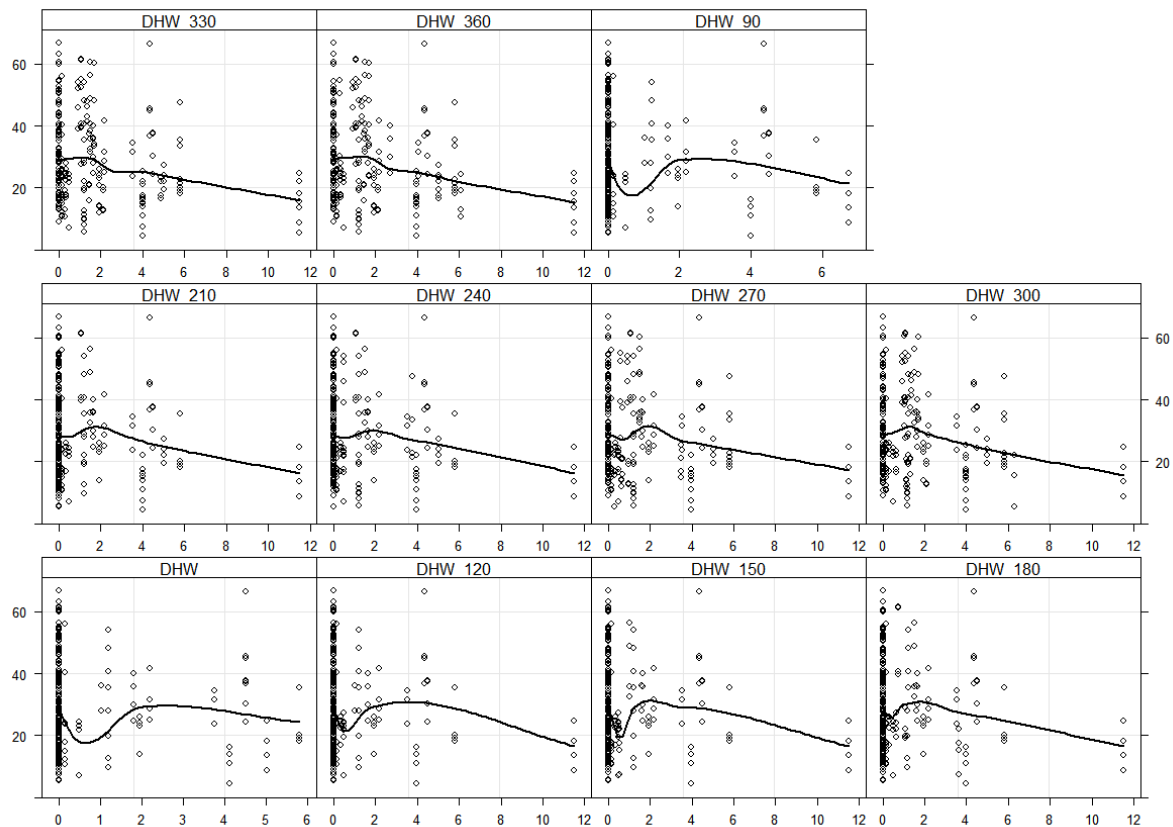 DHW_330 DHW_360 DHW_90
60
40
20
0 2 4 6 8 10 12 0 2 4 6 8 10 12 0 2 4 6
DHW_210 DHW_240 DHW_270 DHW_300
60
40
20
0 2 4 6 8 10 12 0 2 4 6 8 10 12 0 2 4 6 8 10 12 0 2 4 6 8 10 12
DHW DHW_120 DHW_150 DHW_180
60
40
20
0 1 2 3 4 5 6 0 2 4 6 8 10 12 0 2 4 6 8 10 12 0 2 4 6 8 10 12